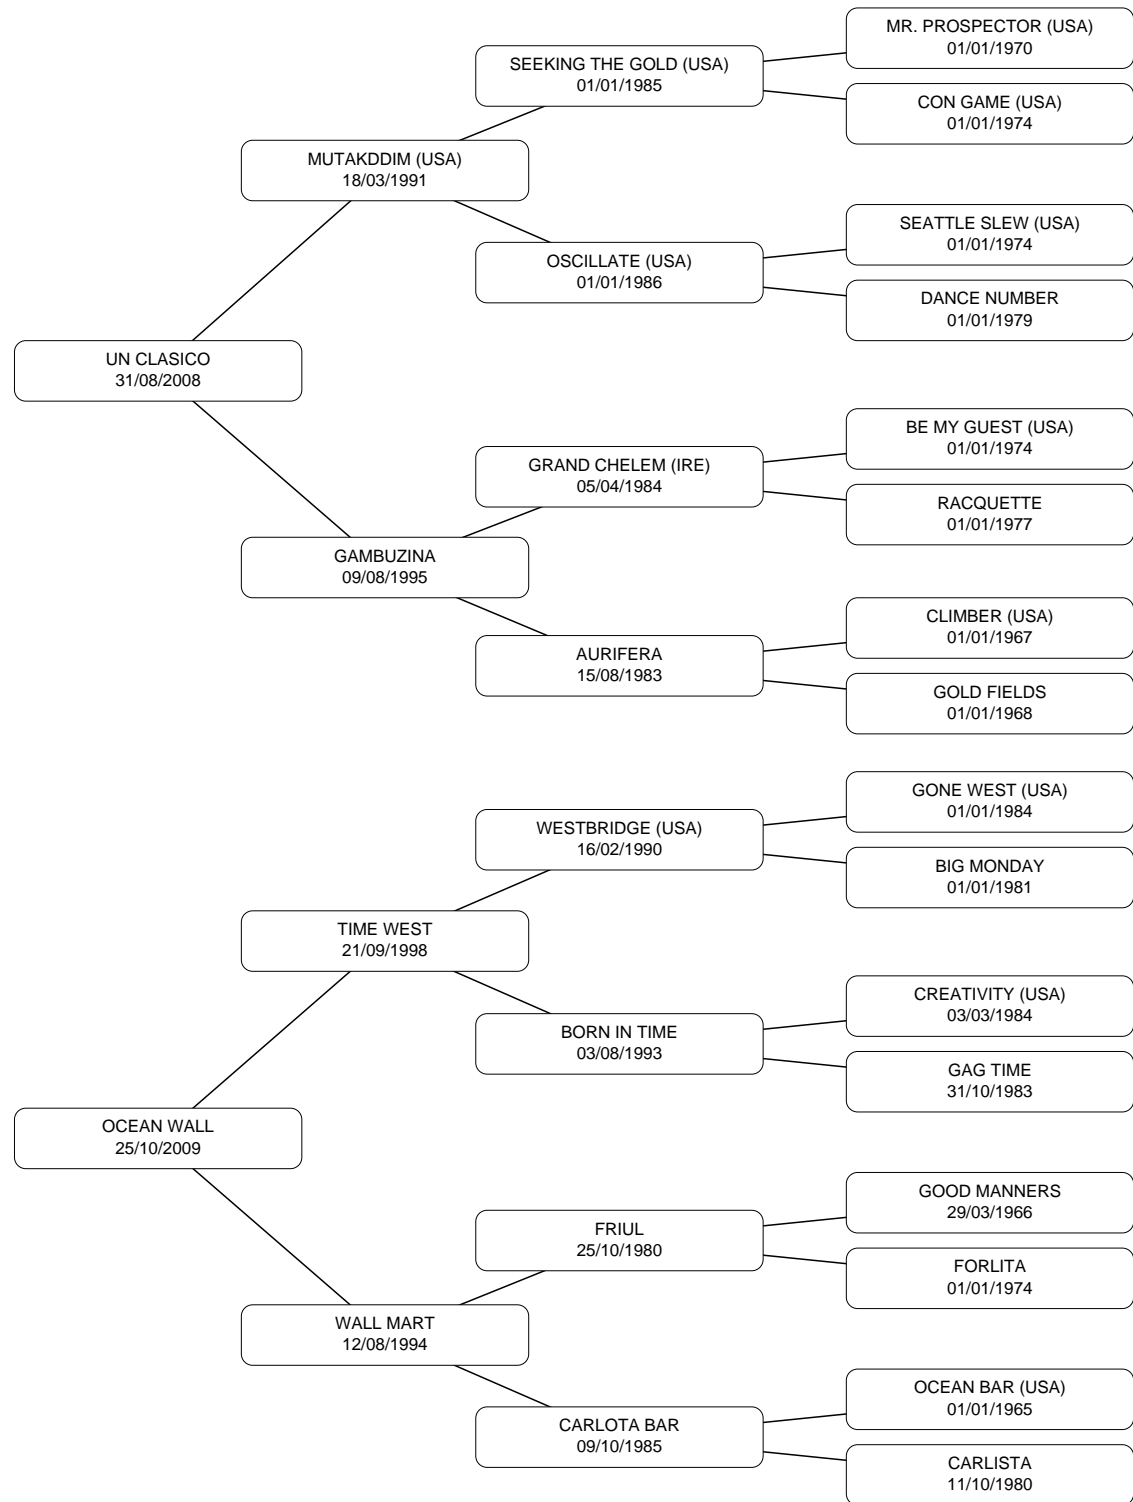 MR. PROSPECTOR (USA)
01/01/1970
SEEKING THE GOLD (USA)
01/01/1985
CON GAME (USA)
01/01/1974
MUTAKDDIM (USA)
18/03/1991
SEATTLE SLEW (USA)
01/01/1974
OSCILLATE (USA)
01/01/1986
DANCE NUMBER
01/01/1979
UN CLASICO
31/08/2008
BE MY GUEST (USA)
01/01/1974
GRAND CHELEM (IRE)
05/04/1984
RACQUETTE
01/01/1977
GAMBUZINA
09/08/1995
CLIMBER (USA)
01/01/1967
AURIFERA
15/08/1983
GOLD FIELDS
01/01/1968
GONE WEST (USA)
01/01/1984
WESTBRIDGE (USA)
16/02/1990
BIG MONDAY
01/01/1981
TIME WEST
21/09/1998
CREATIVITY (USA)
03/03/1984
BORN IN TIME
03/08/1993
GAG TIME
31/10/1983
OCEAN WALL
25/10/2009
GOOD MANNERS
29/03/1966
FRIUL
25/10/1980
FORLITA
01/01/1974
WALL MART
12/08/1994
OCEAN BAR (USA)
01/01/1965
CARLOTA BAR
09/10/1985
CARLISTA
11/10/1980